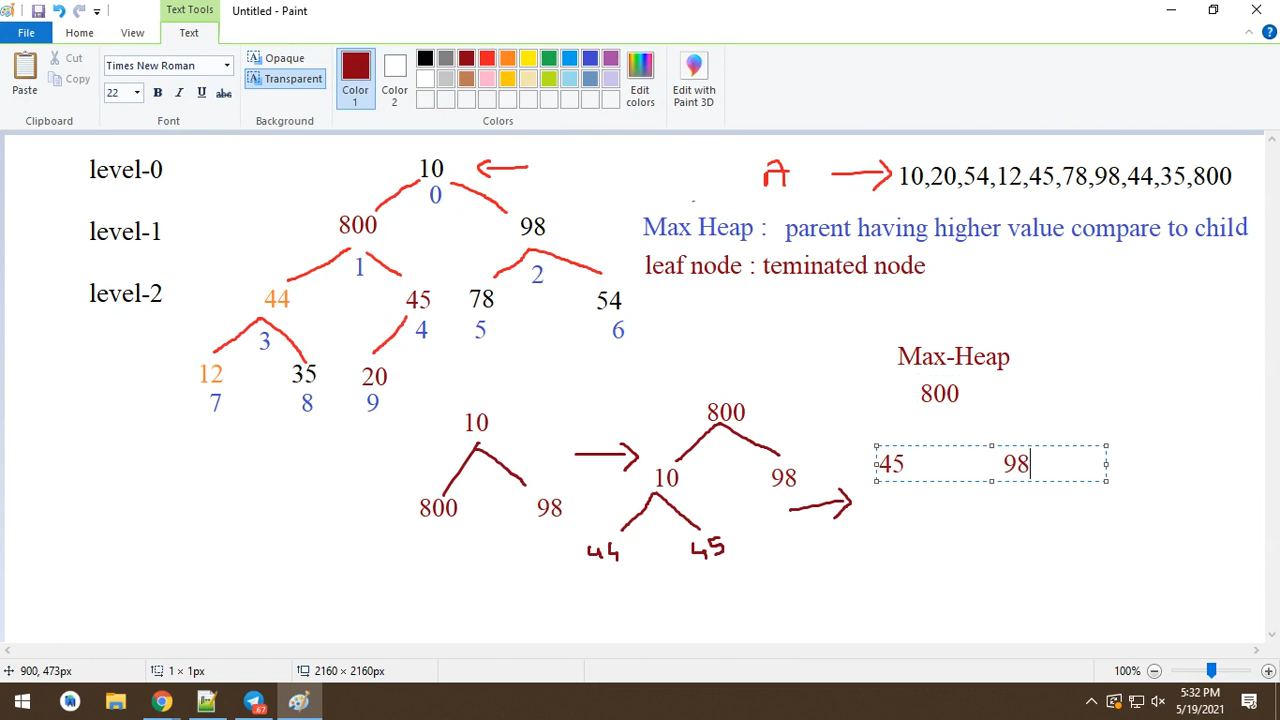 Text Tools
Untitled - Paint
File
Home
View
Text
Paste
Cut
Copy
Clipboard
Times New Roman
22
B I U abc
Font
Opaque
Transparent
Background
Color 1
Color 2
Edit colors
Edit with Paint 3D
Colors
level-0
10
0
A
10,20,54,12,45,78,98,44,35,800
level-1
800
98
1
2
Max Heap : parent having higher value compare to child
leaf node : teminated node
level-2
44
45
78
54
3
4
5
6
12
35
20
7
8
9
10
800
98
800
10
98
44
45
Max-Heap
800
45 98
900, 473px
1 × 1px
2160 × 2160px
100%
67
5:32 PM
5/19/2021